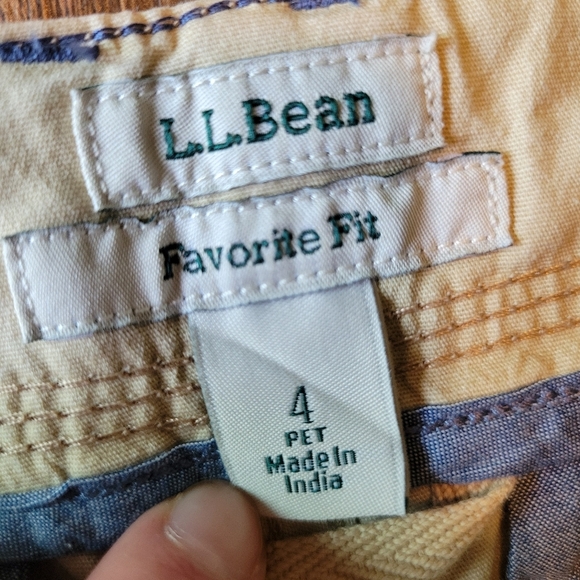 L.L.Bean
Favorite Fit
4
PET
Made In
India